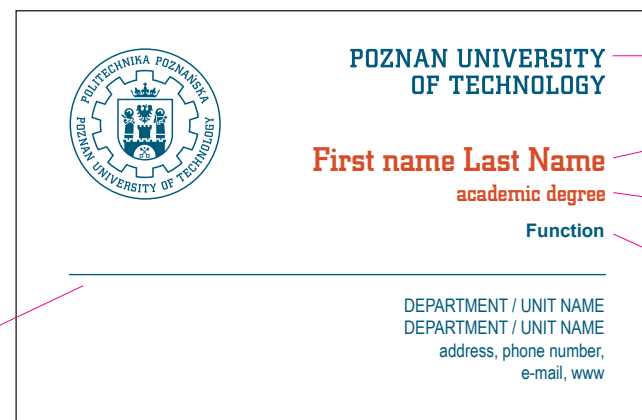 POLITECHNIKA POZNAŃSKA
POZNAN UNIVERSITY OF TECHNOLOGY
POZNAN UNIVERSITY
OF TECHNOLOGY
First name Last Name
academic degree
Function
DEPARTMENT / UNIT NAME
DEPARTMENT / UNIT NAME
address, phone number,
e-mail, www